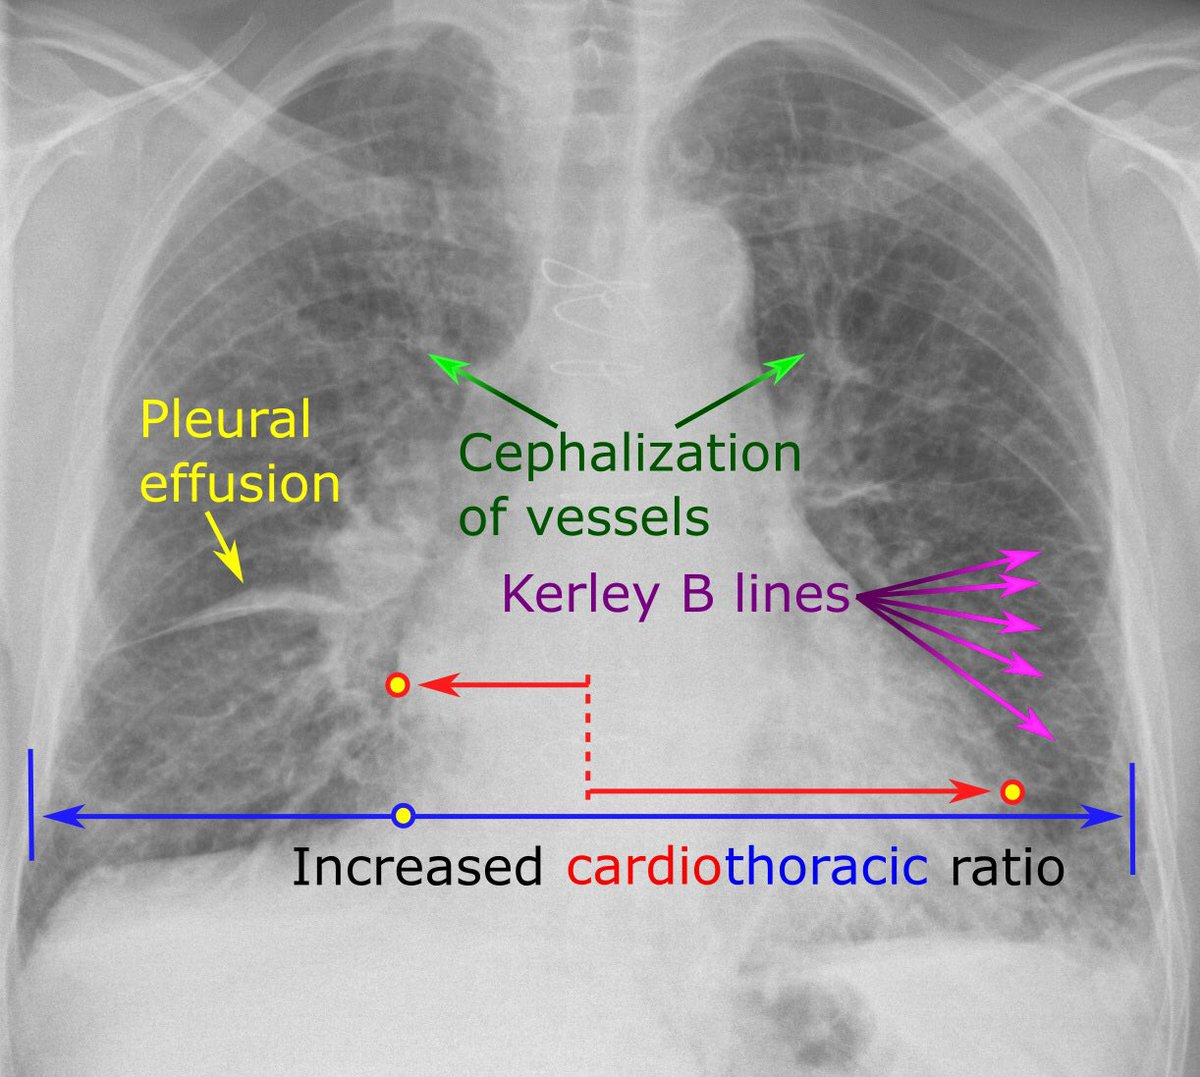 Pleural
effusion
Cephalization
of vessels
Kerley B lines
Increased cardiothoracic ratio